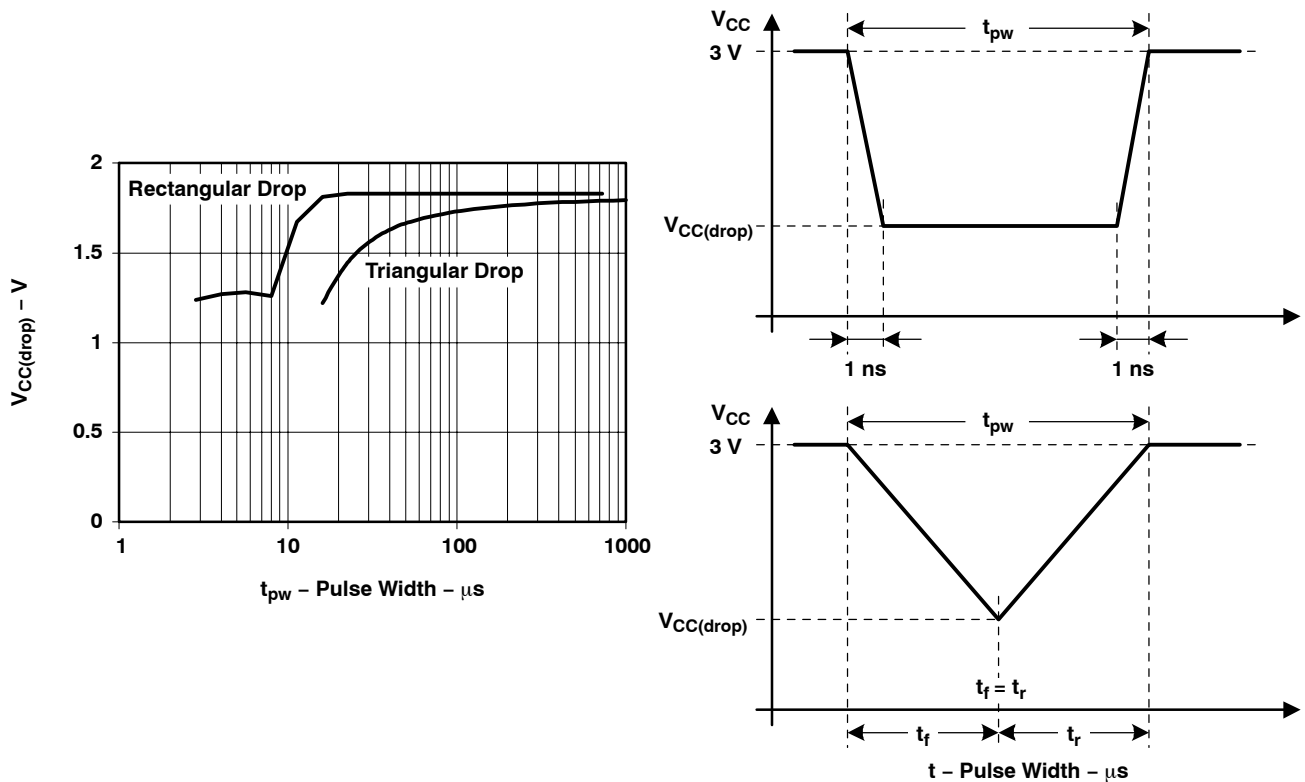 2
Rectangular Drop
1.5
Triangular Drop
1
0.5
0
1
10
100
1000
VCC(drop) – V
tpw – Pulse Width – μs
VCC
3 V
tpw
VCC(drop)
1 ns
1 ns
VCC
3 V
tpw
VCC(drop)
tf = tr
tf
tr
t – Pulse Width – μs